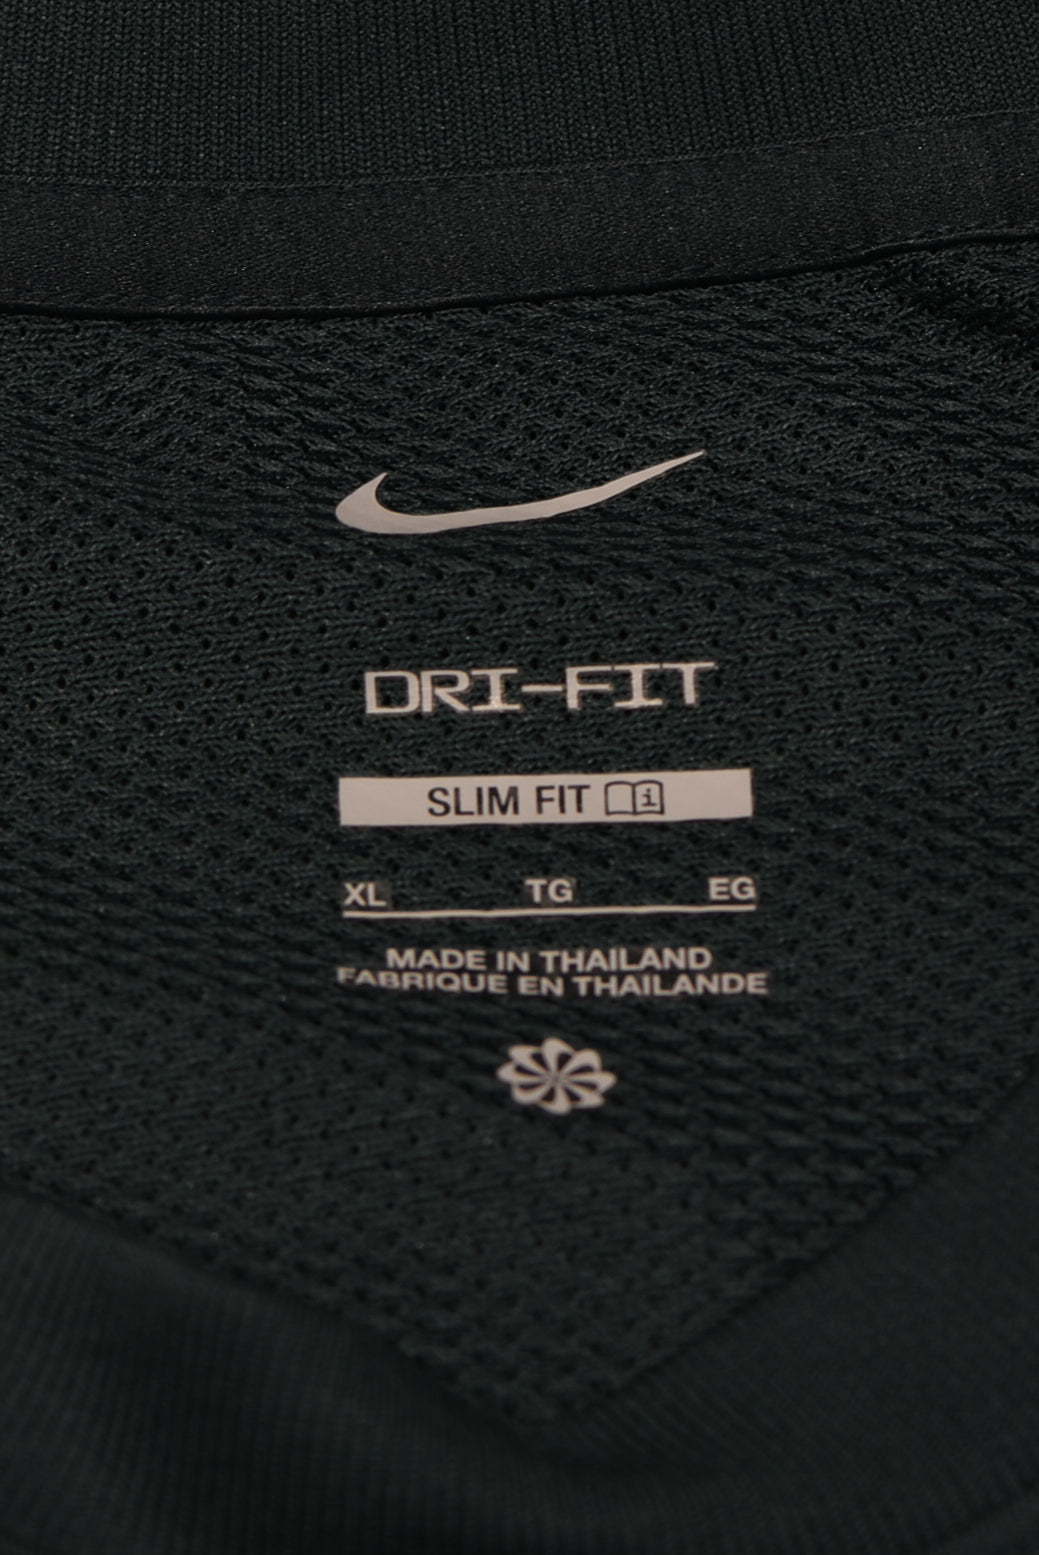 DRI-FIT
SLIM FIT
XL TG EG
MADE IN THAILAND
FABRIQUE EN THAILANDE